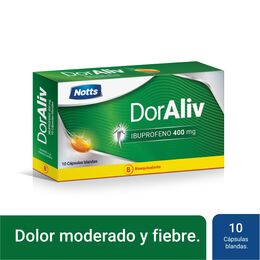 Notts
DorAliv
IBUPROFENO 400 mg
10 Cápsulas blandas
B Bioequivalente
Dolor moderado y fiebre.
10
Cápsulas
blandas.